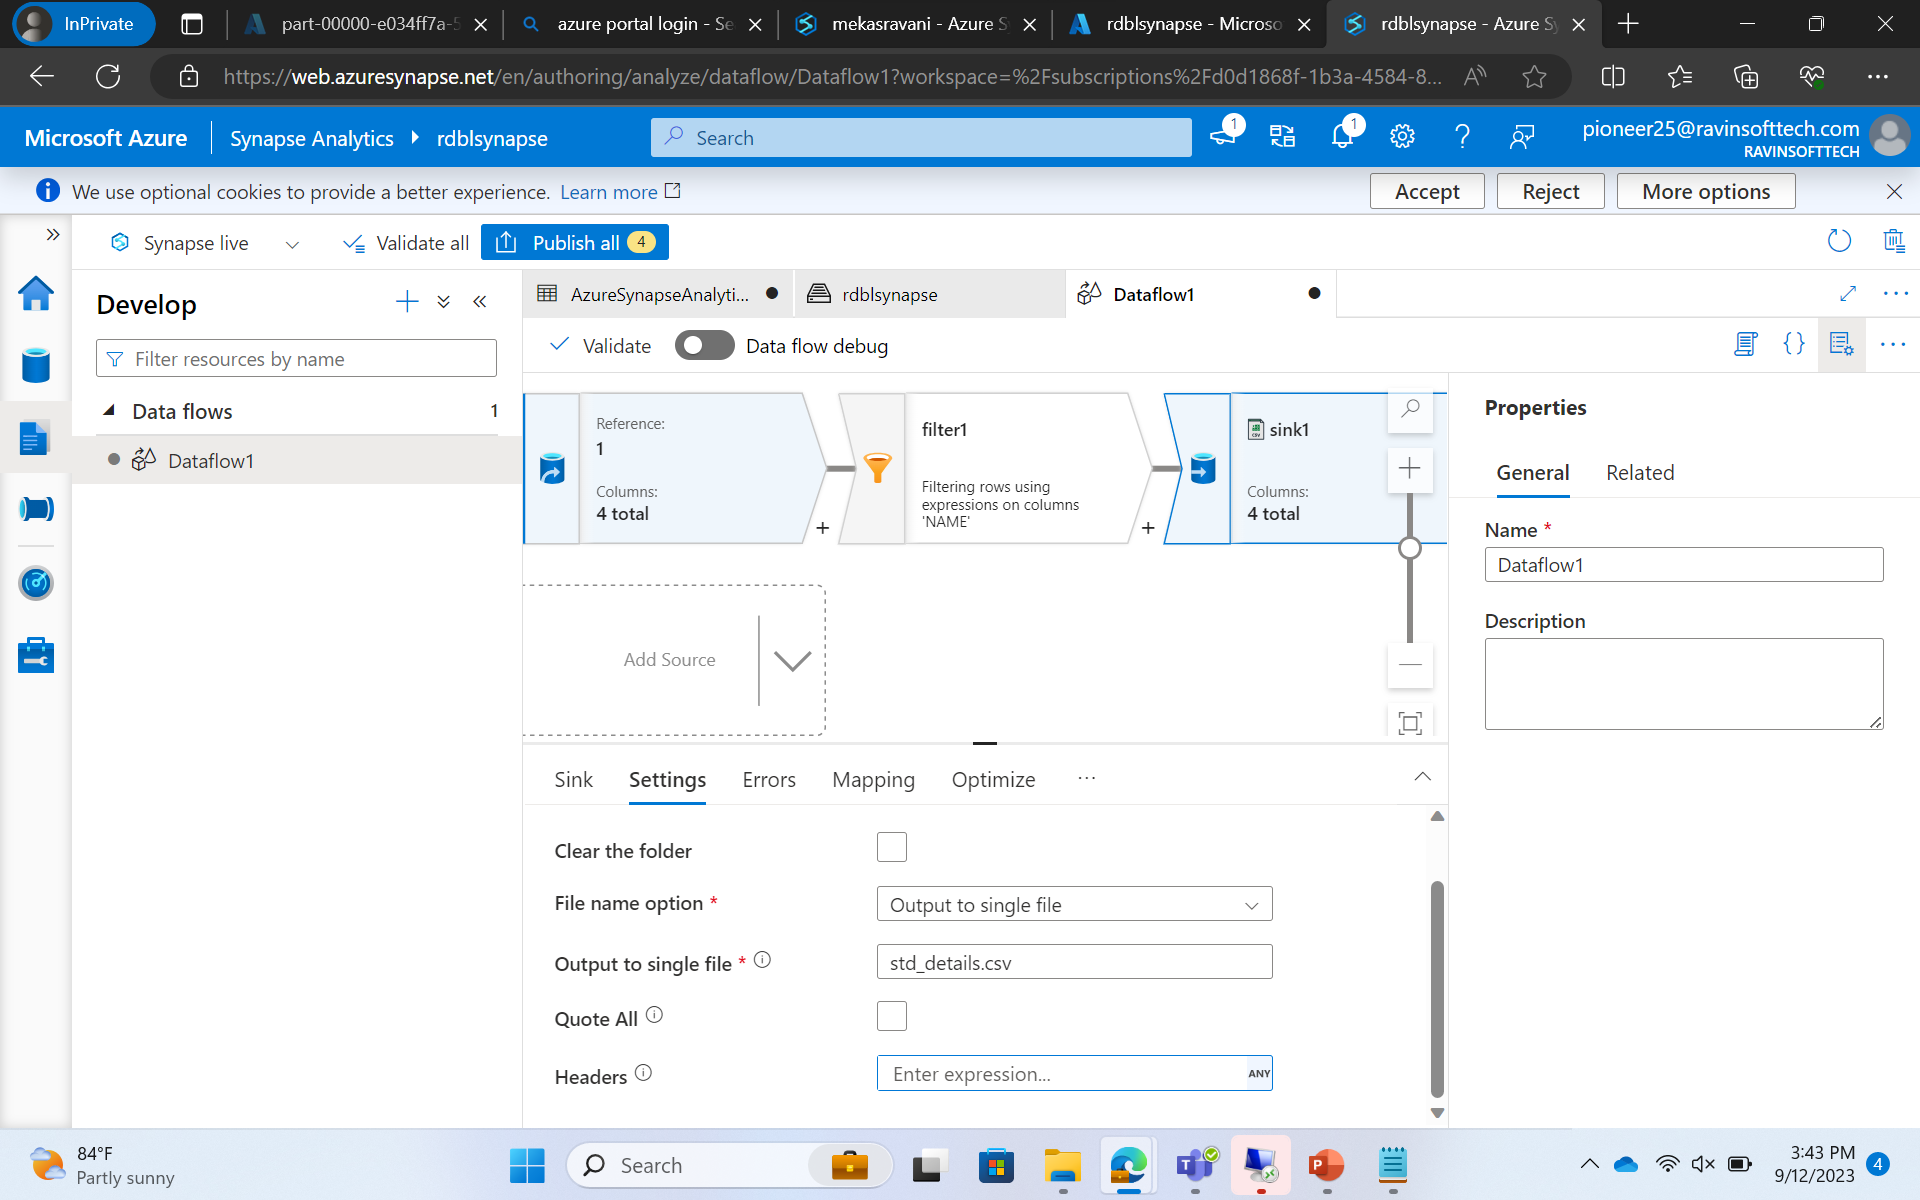 InPrivate
part-00000-e034ff7a-5
azure portal login - Se
mekasravani - Azure S
rdblsynapse - Microso
rdblsynapse - Azure Sy
https://web.azuresynapse.net/en/authoring/analyze/dataflow/Dataflow1?workspace=%2Fsubscriptions%2Fd0d1868f-1b3a-4584-8...
Microsoft Azure
Synapse Analytics
rdblsynapse
Search
1
1
pioneer25@ravinsofttech.com
RAVINSOFTTECH
We use optional cookies to provide a better experience. Learn more
Accept
Reject
More options
Synapse live
Validate all
Publish all 4
Develop
Filter resources by name
Data flows 1
Dataflow1
AzureSynapseAnalyti...
rdblsynapse
Dataflow1
Validate
Data flow debug
Reference:
1
Columns:
4 total
+
filter1
Filtering rows using
expressions on columns
'NAME'
+
sink1
Columns:
4 total
Add Source
Properties
General
Related
Name *
Dataflow1
Description
Sink
Settings
Errors
Mapping
Optimize
...
Clear the folder
File name option *
Output to single file
Output to single file *
std_details.csv
Quote All
Headers
Enter expression...
ANY
84°F
Partly sunny
Search
3:43 PM
9/12/2023
4